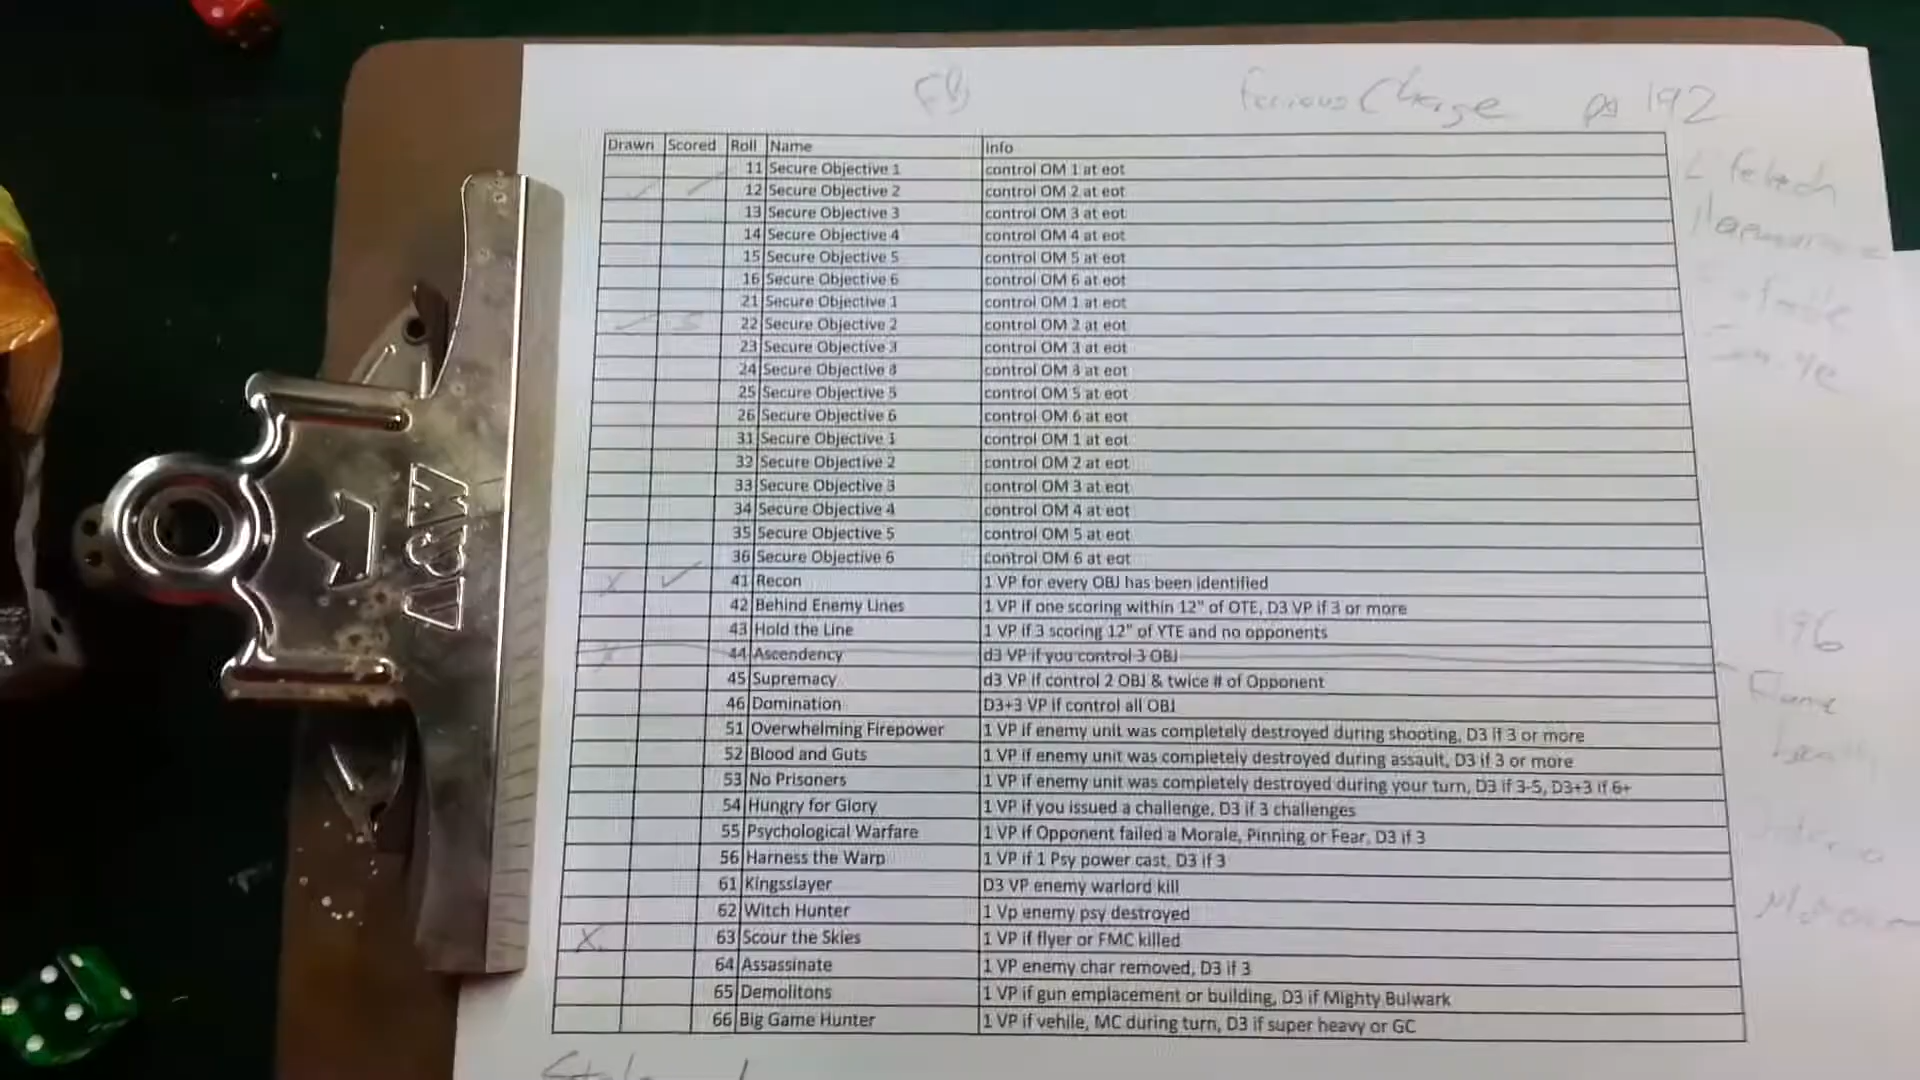 Furious Charge pg 192
Drawn Scored Roll Name Info
11 Secure Objective 1 control OM 1 at eot
12 Secure Objective 2 control OM 2 at eot
13 Secure Objective 3 control OM 3 at eot
14 Secure Objective 4 control OM 4 at eot
15 Secure Objective 5 control OM 5 at eot
16 Secure Objective 6 control OM 6 at eot
21 Secure Objective 1 control OM 1 at eot
22 Secure Objective 2 control OM 2 at eot
23 Secure Objective 3 control OM 3 at eot
24 Secure Objective 3 control OM 3 at eot
25 Secure Objective 5 control OM 5 at eot
26 Secure Objective 6 control OM 6 at eot
31 Secure Objective 1 control OM 1 at eot
32 Secure Objective 2 control OM 2 at eot
33 Secure Objective 3 control OM 3 at eot
34 Secure Objective 4 control OM 4 at eot
35 Secure Objective 5 control OM 5 at eot
36 Secure Objective 6 control OM 6 at eot
41 Recon 1 VP for every OBJ has been identified
42 Behind Enemy Lines 1 VP if one scoring within 12" of OTE, D3 VP if 3 or more
43 Hold the Line 1 VP if 3 scoring 12" of YTE and no opponents
44 Ascendency d3 VP if you control 3 OBJ
45 Supremacy d3 VP if control 2 OBJ & twice # of Opponent
46 Domination D3+3 VP if control all OBJ
51 Overwhelming Firepower 1 VP if enemy unit was completely destroyed during shooting, D3 if 3 or more
52 Blood and Guts 1 VP if enemy unit was completely destroyed during assault, D3 if 3 or more
53 No Prisoners 1 VP if enemy unit was completely destroyed during your turn, D3 if 3-5, D3+3 if 6+
54 Hungry for Glory 1 VP if you issued a challenge, D3 if 3 challenges
55 Psychological Warfare 1 VP if Opponent failed a Morale, Pinning or Fear, D3 if 3
56 Harness the Warp 1 VP if 1 Psy power cast, D3 if 3
61 Kingsslayer D3 VP enemy warlord kill
62 Witch Hunter 1 Vp enemy psy destroyed
63 Scour the Skies 1 VP if flyer or FMC killed
64 Assassinate 1 VP enemy char removed, D3 if 3
65 Demolitons 1 VP if gun emplacement or building, D3 if Mighty Bulwark
66 Big Game Hunter 1 VP if vehile, MC during turn, D3 if super heavy or GC
196
A&W